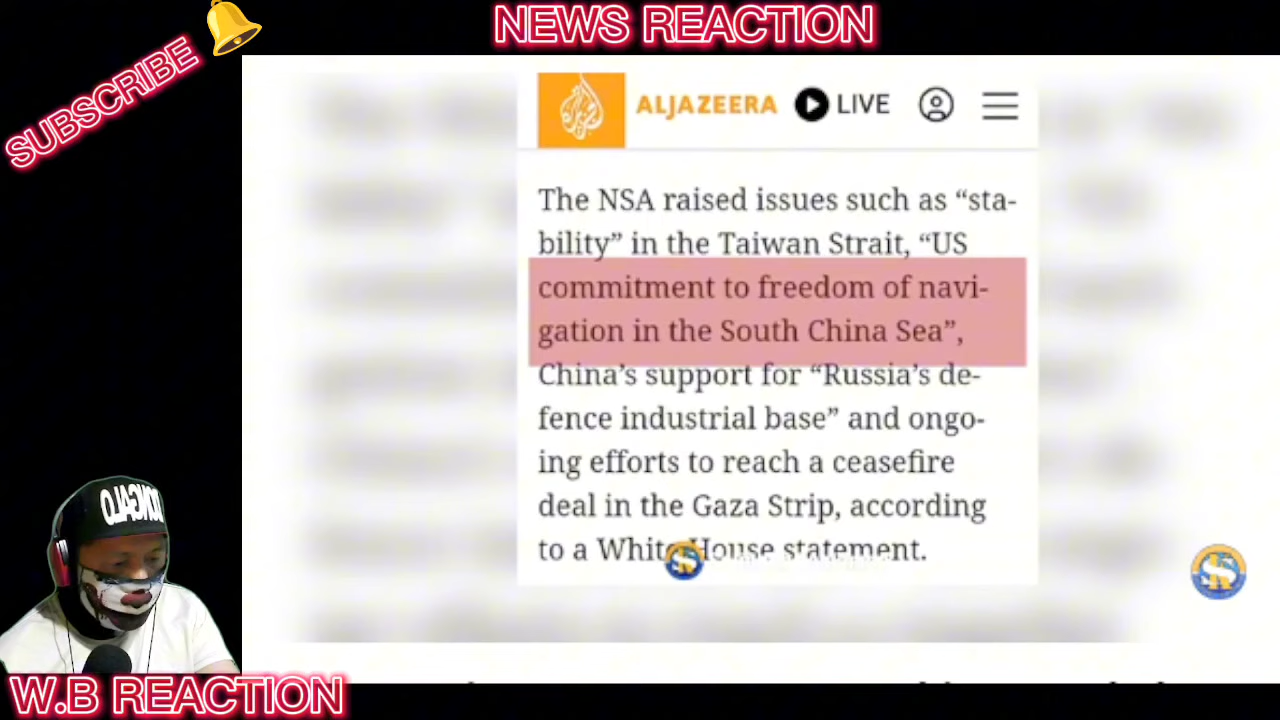 NEWS REACTION
SUBSCRIBE
ALJAZEERA
LIVE
The NSA raised issues such as “sta-
bility” in the Taiwan Strait, “US
commitment to freedom of navi-
gation in the South China Sea”,
China’s support for “Russia’s de-
fence industrial base” and ongo-
ing efforts to reach a ceasefire
deal in the Gaza Strip, according
to a White House statement.
W.B REACTION